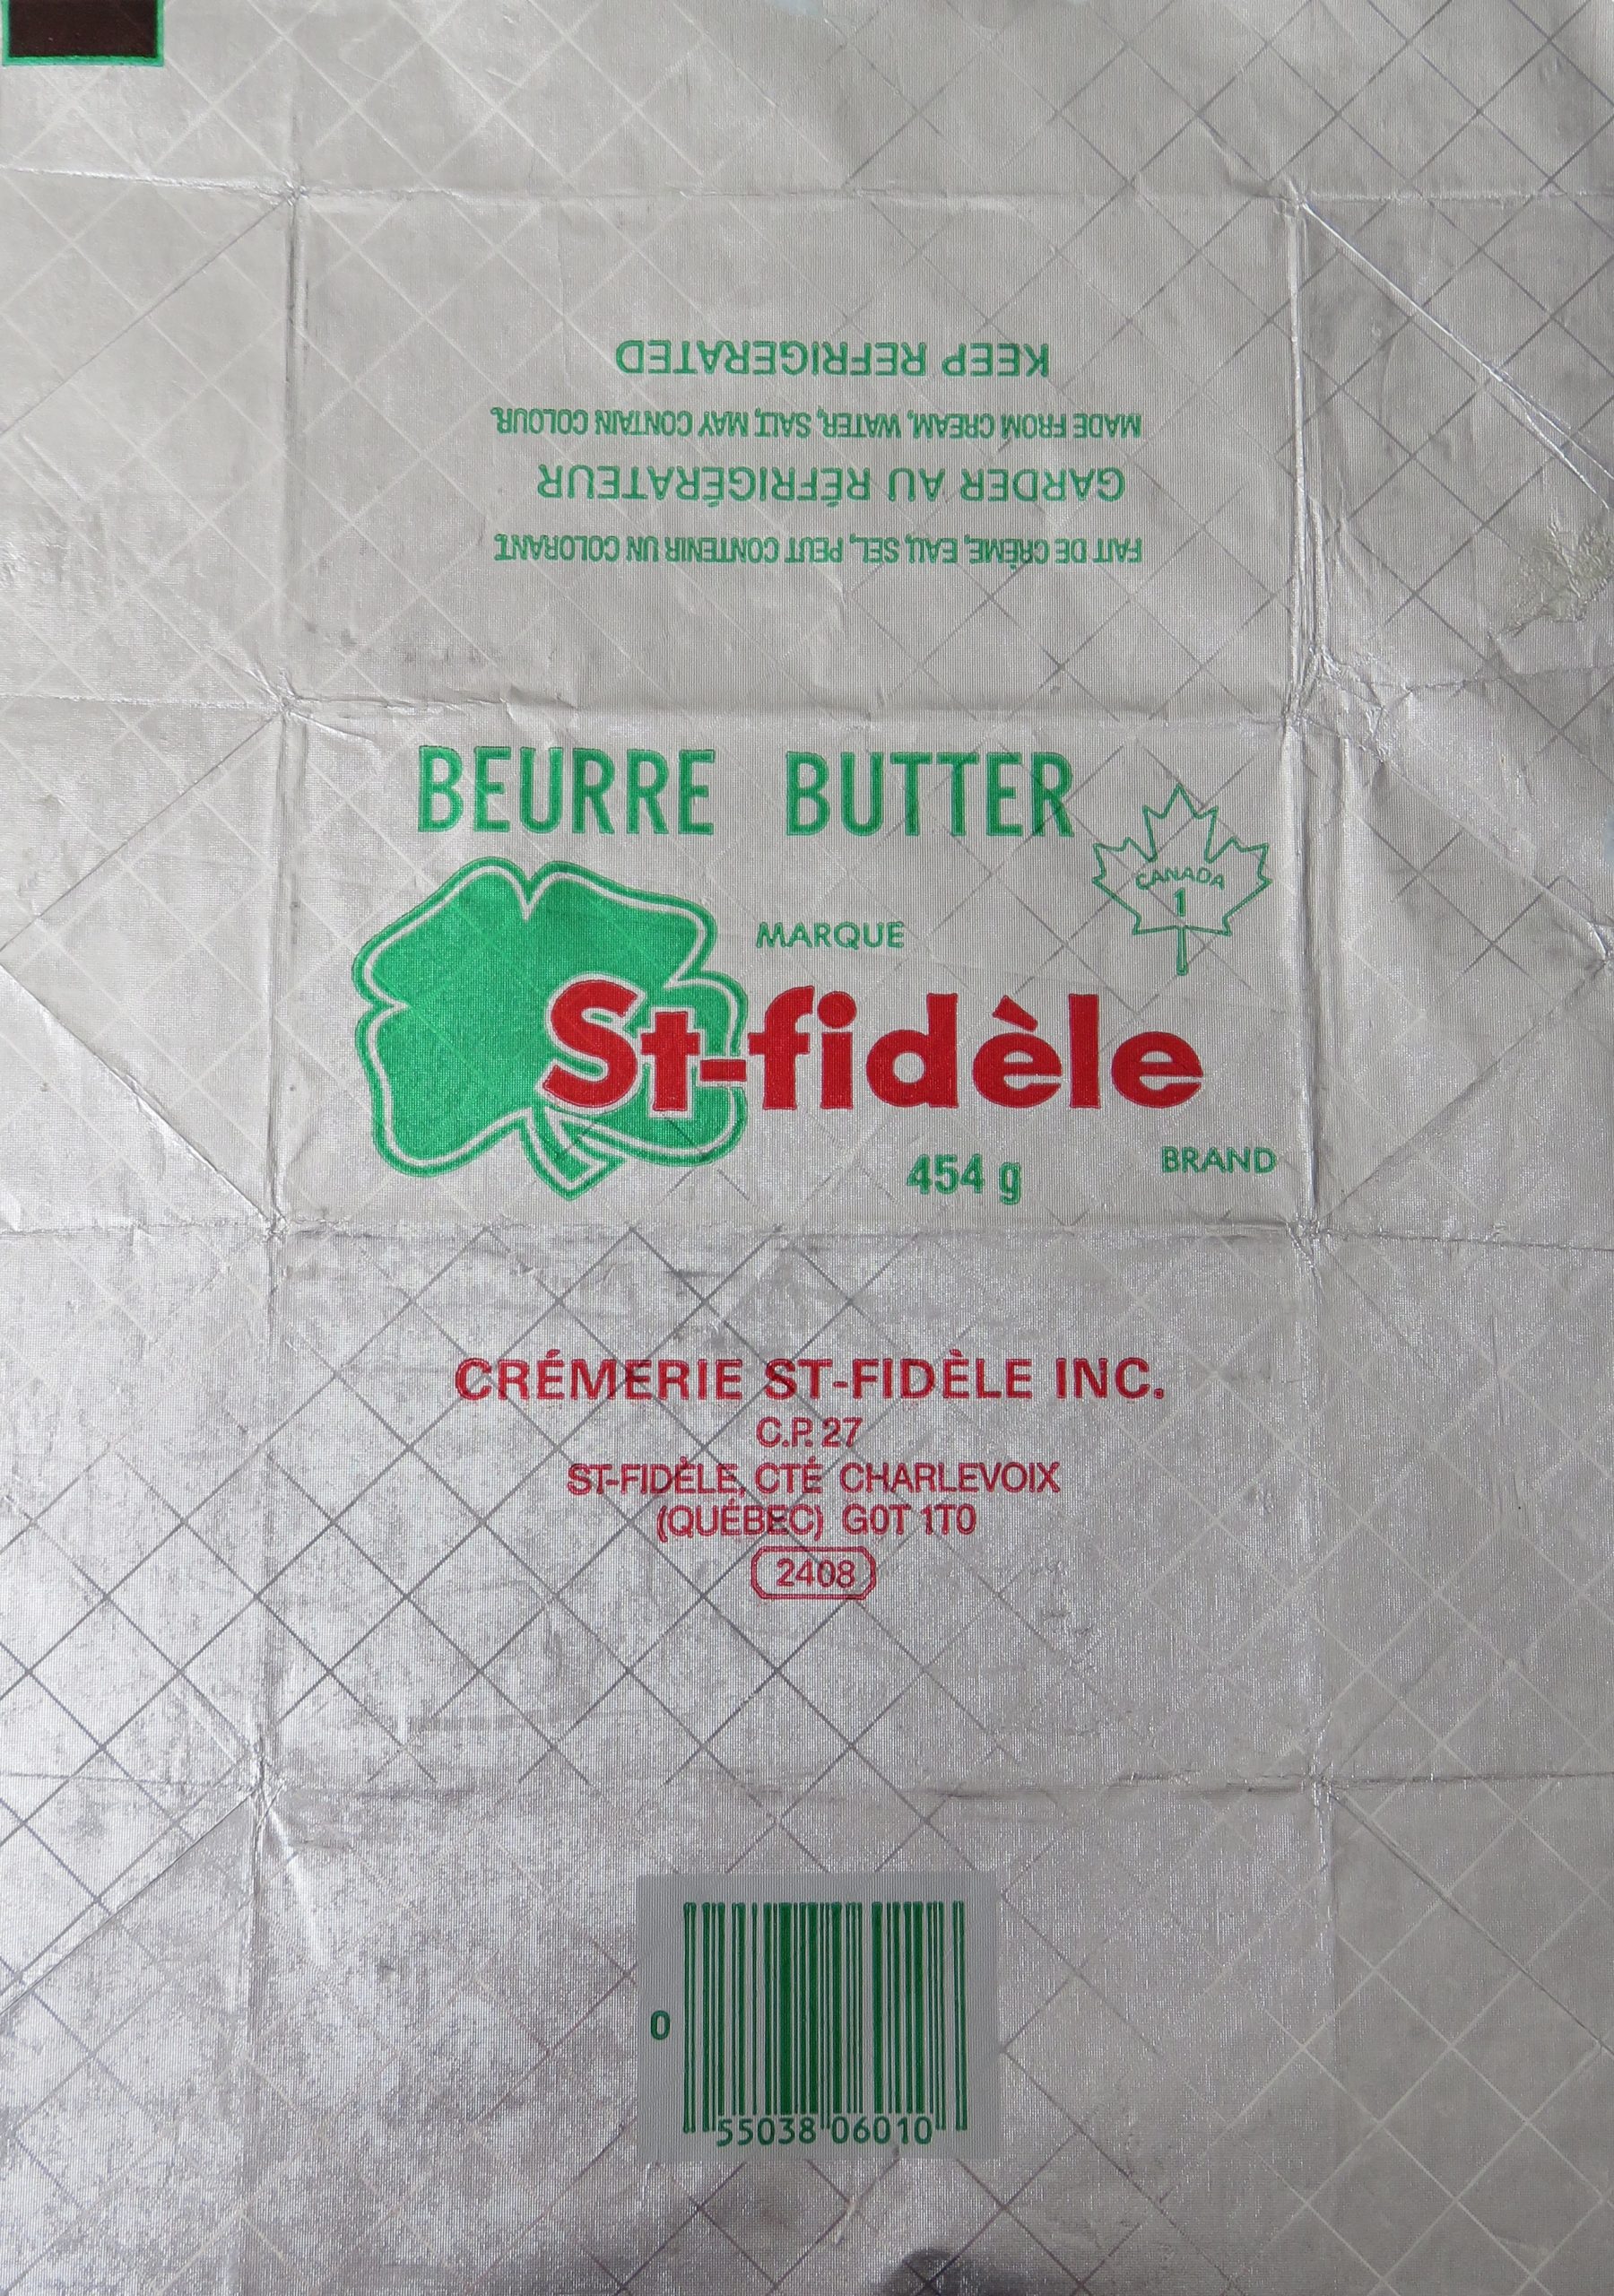 KEEP REFRIGERATED
MADE FROM CREAM, WATER, SALT, MAY CONTAIN COLOUR.
GARDER AU RÉFRIGÉRATEUR
FAIT DE CRÈME, EAU, SEL, PEUT CONTENIR UN COLORANT.
BEURRE BUTTER
CANADA
1
MARQUE
St-fidèle
454 g
BRAND
CRÉMERIE ST-FIDÈLE INC.
C.P. 27
ST-FIDÈLE, CTÉ CHARLEVOIX
(QUÉBEC) G0T 1T0
2408
0 55038 06010